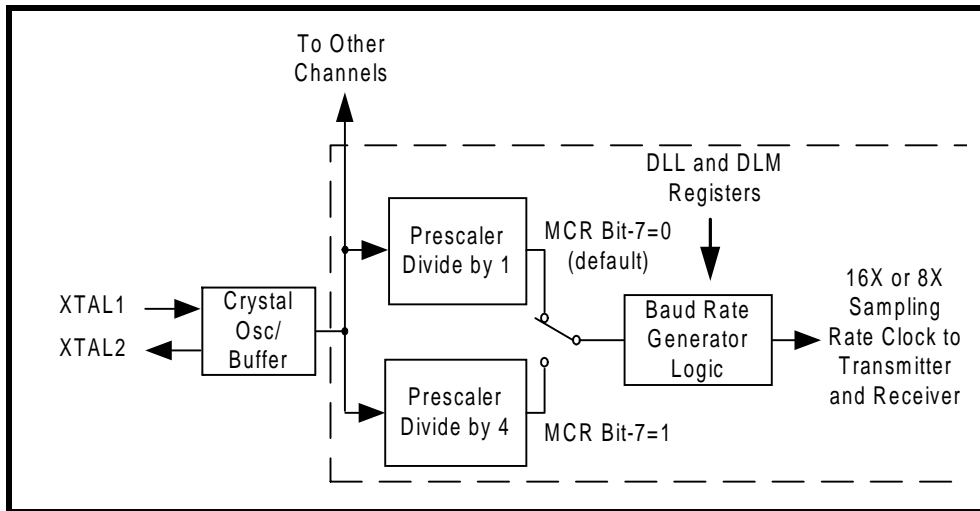 To Other
Channels
DLL and DLM
Registers
Prescaler
Divide by 1
MCR Bit-7=0
(default)
XTAL1
XTAL2
Crystal
Osc/
Buffer
Baud Rate
Generator
Logic
16X or 8X
Sampling
Rate Clock to
Transmitter
and Receiver
Prescaler
Divide by 4
MCR Bit-7=1